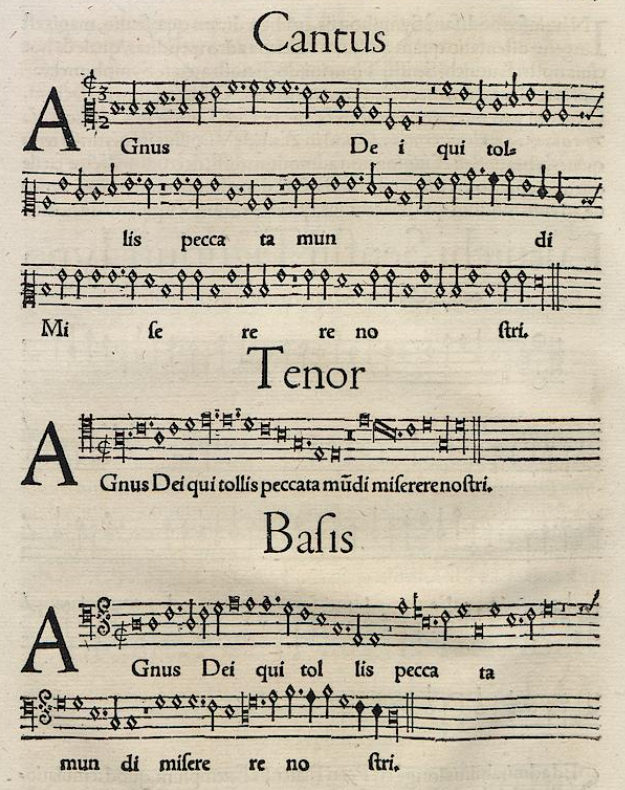 Cantus
AGnus De i qui tol⸗
lis pecca ta mun di
Mi ſe re re no ſtri.
Tenor
AGnus Dei qui tollis peccata mūdi miſerere noſtri.
Baſis
AGnus Dei qui tol lis pecca ta
mun di miſere re no ſtri.